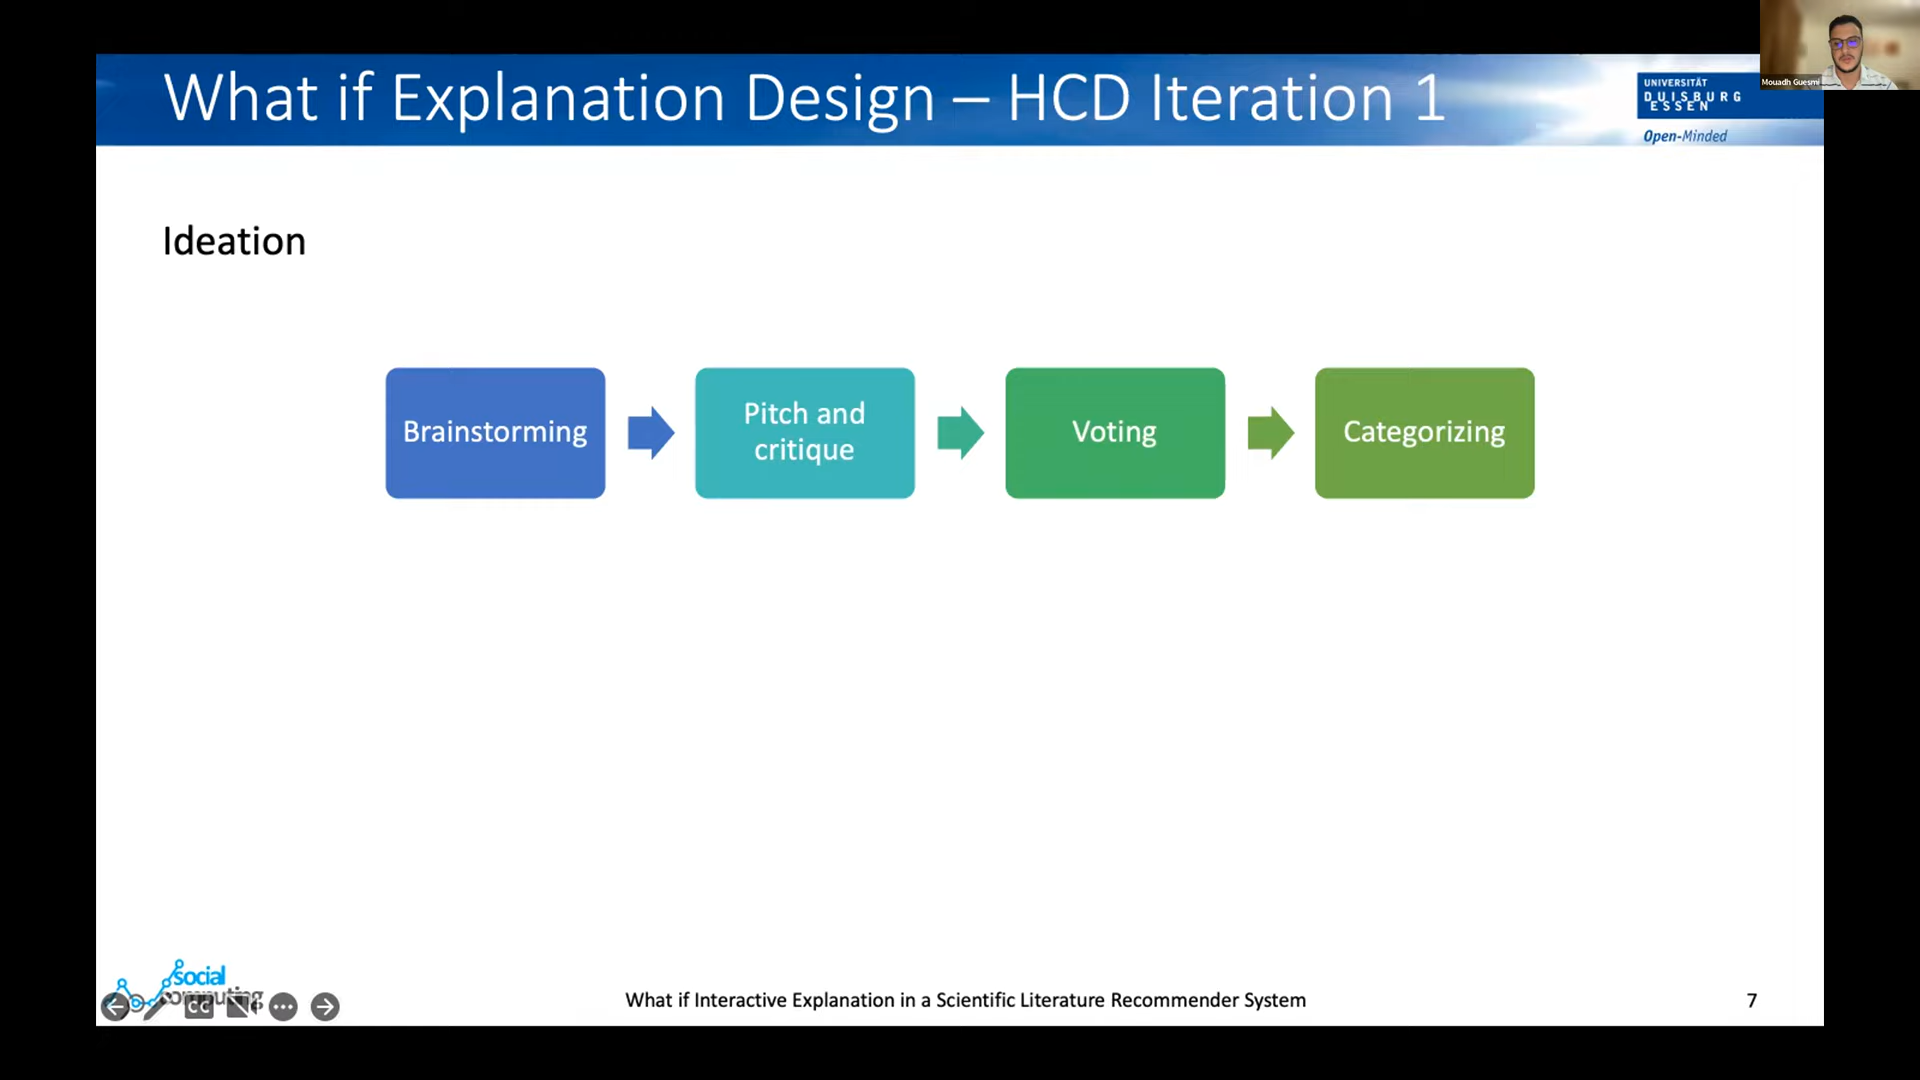 What if Explanation Design – HCD Iteration 1
Mouadh Guesmi
UNIVERSITÄT
DUISBURG
ESSEN
Open-Minded
Ideation
Brainstorming
Pitch and
critique
Voting
Categorizing
social
computing
CC
What if Interactive Explanation in a Scientific Literature Recommender System
7